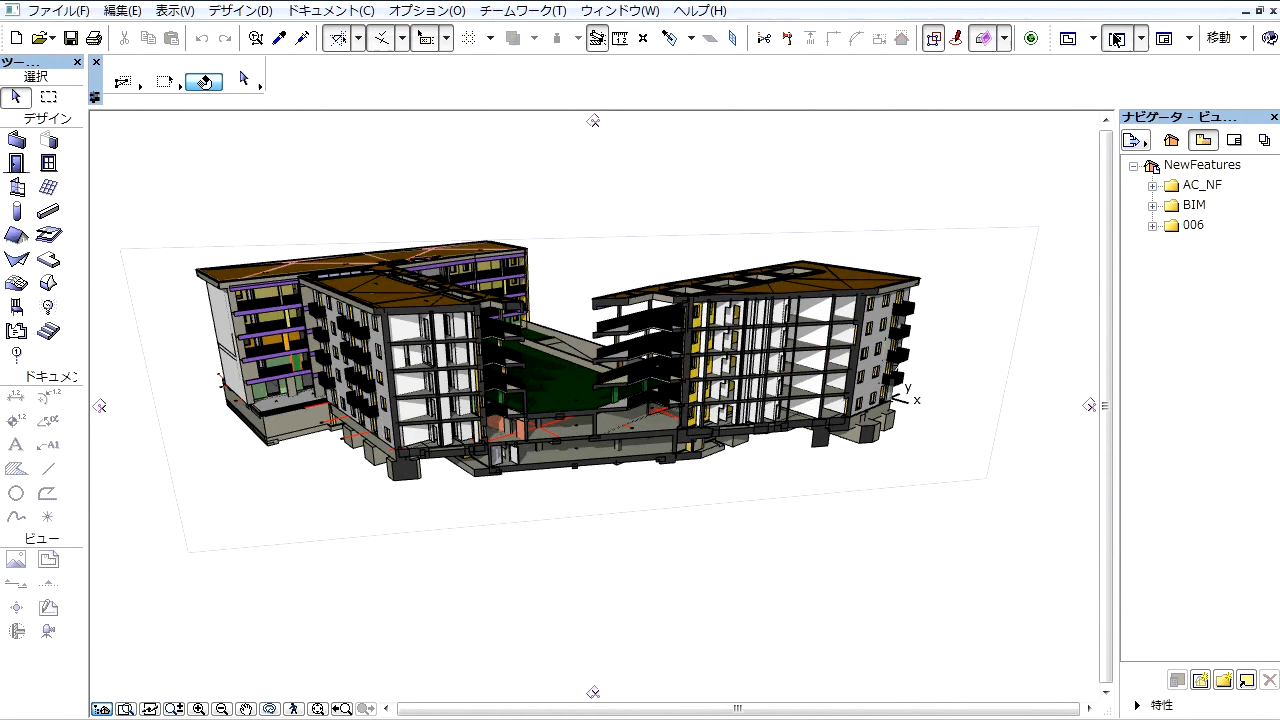 ファイル(F) 編集(E) 表示(V) デザイン(D) ドキュメント(C) オプション(O) チームワーク(T) ウィンドウ(W) ヘルプ(H)
移動
ツー...
選択
デザイン
ドキュメン
ビュー
y
x
ナビゲータ - ビュ...
NewFeatures
AC_NF
BIM
006
特性